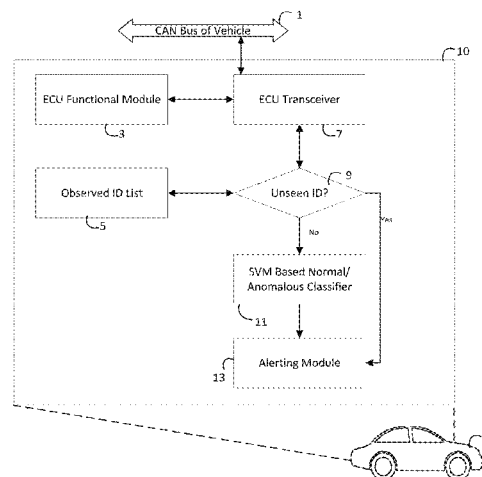 1
CAN Bus of Vehicle
10
ECU Functional Module
ECU Transceiver
3
7
9
Observed ID List
Unseen ID?
5
Yes
No
SVM Based Normal/
Anomalous Classifier
11
Alerting Module
13